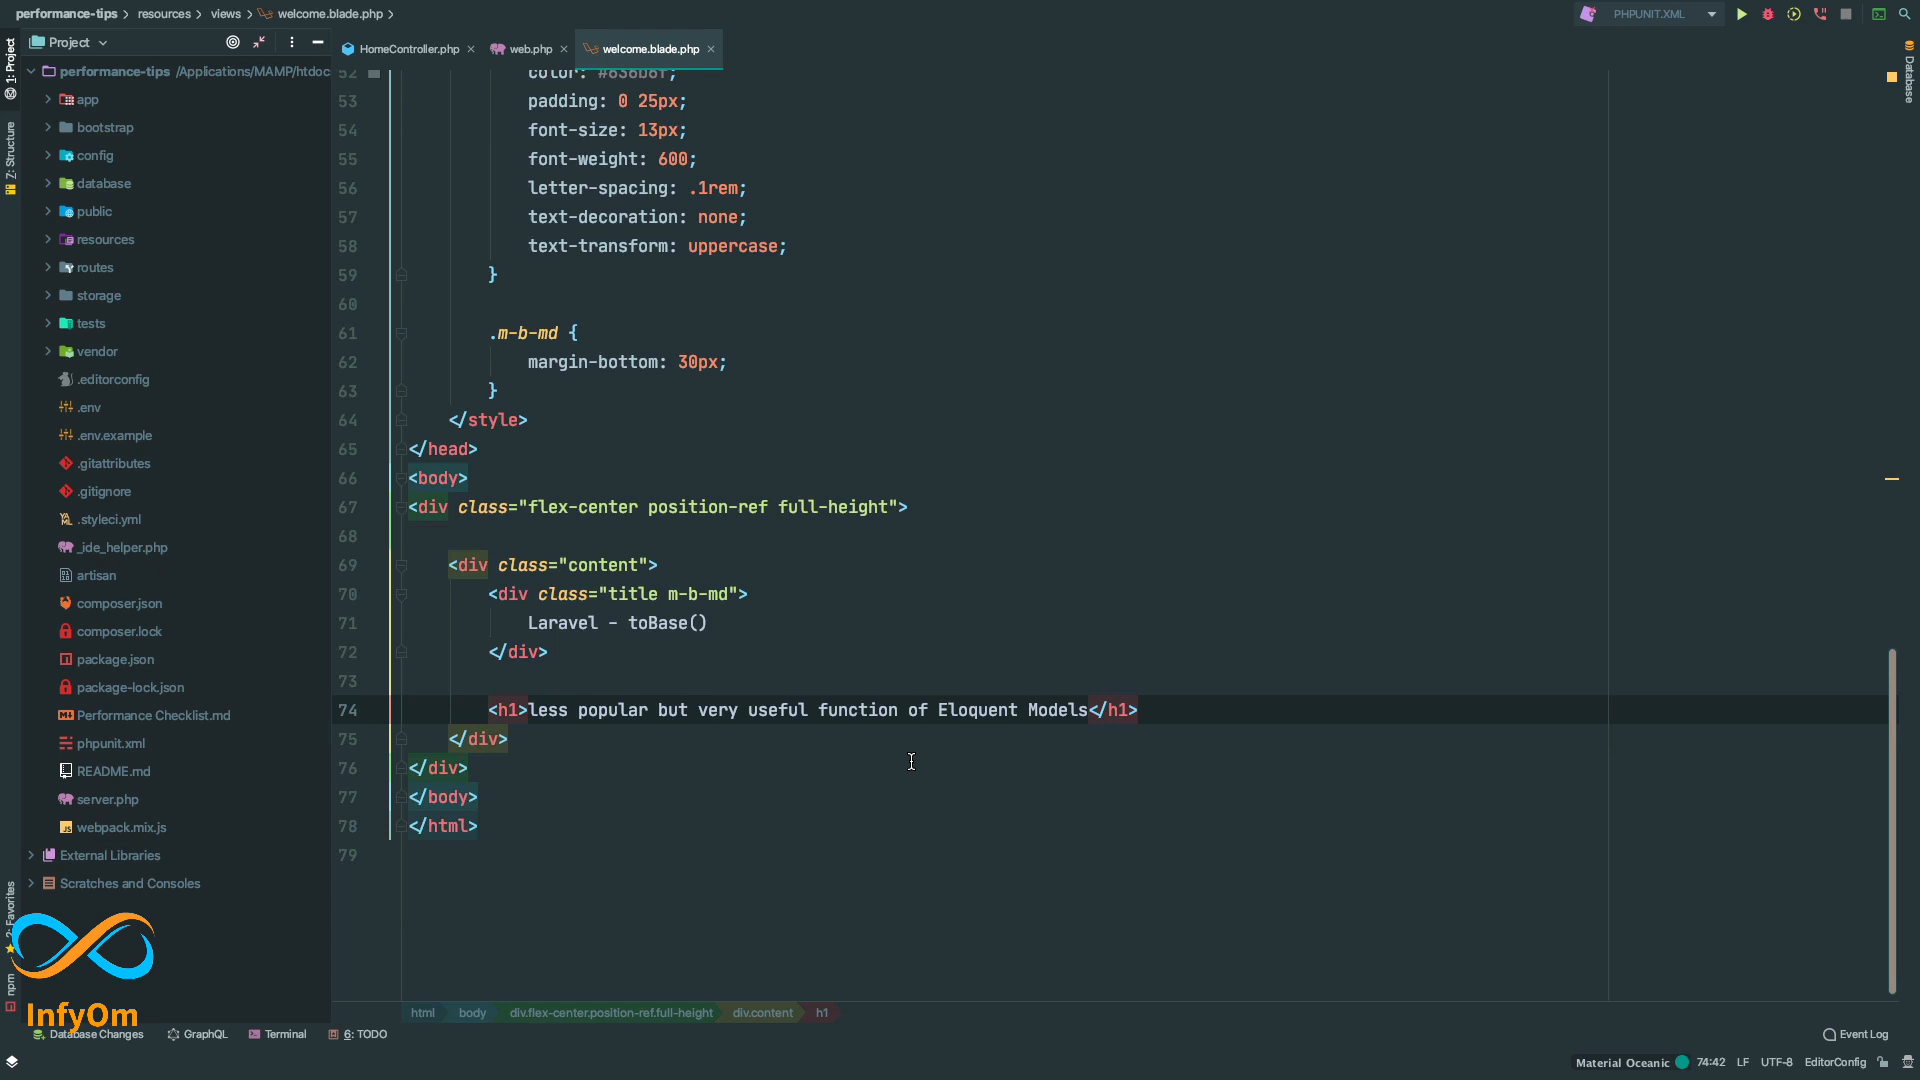 performance-tips > resources > views > welcome.blade.php >
PHPUNIT.XML
Project
HomeController.php
web.php
welcome.blade.php
1: Project
Z: Structure
2: Favorites
npm
Database
performance-tips /Applications/MAMP/htdoc
app
bootstrap
config
database
public
resources
routes
storage
tests
vendor
.editorconfig
.env
.env.example
.gitattributes
.gitignore
.styleci.yml
_ide_helper.php
artisan
composer.json
composer.lock
package.json
package-lock.json
Performance Checklist.md
phpunit.xml
README.md
server.php
webpack.mix.js
External Libraries
Scratches and Consoles
InfyOm
52 color: #636b6f;
53 padding: 0 25px;
54 font-size: 13px;
55 font-weight: 600;
56 letter-spacing: .1rem;
57 text-decoration: none;
58 text-transform: uppercase;
59 }
60
61 .m-b-md {
62 margin-bottom: 30px;
63 }
64 </style>
65 </head>
66 <body>
67 <div class="flex-center position-ref full-height">
68
69 <div class="content">
70 <div class="title m-b-md">
71 Laravel - toBase()
72 </div>
73
74 <h1>less popular but very useful function of Eloquent Models</h1>
75 </div>
76 </div>
77 </body>
78 </html>
79
html body div.flex-center.position-ref.full-height div.content h1
Database Changes GraphQL Terminal 6: TODO
Event Log
Material Oceanic 74:42 LF UTF-8 EditorConfig